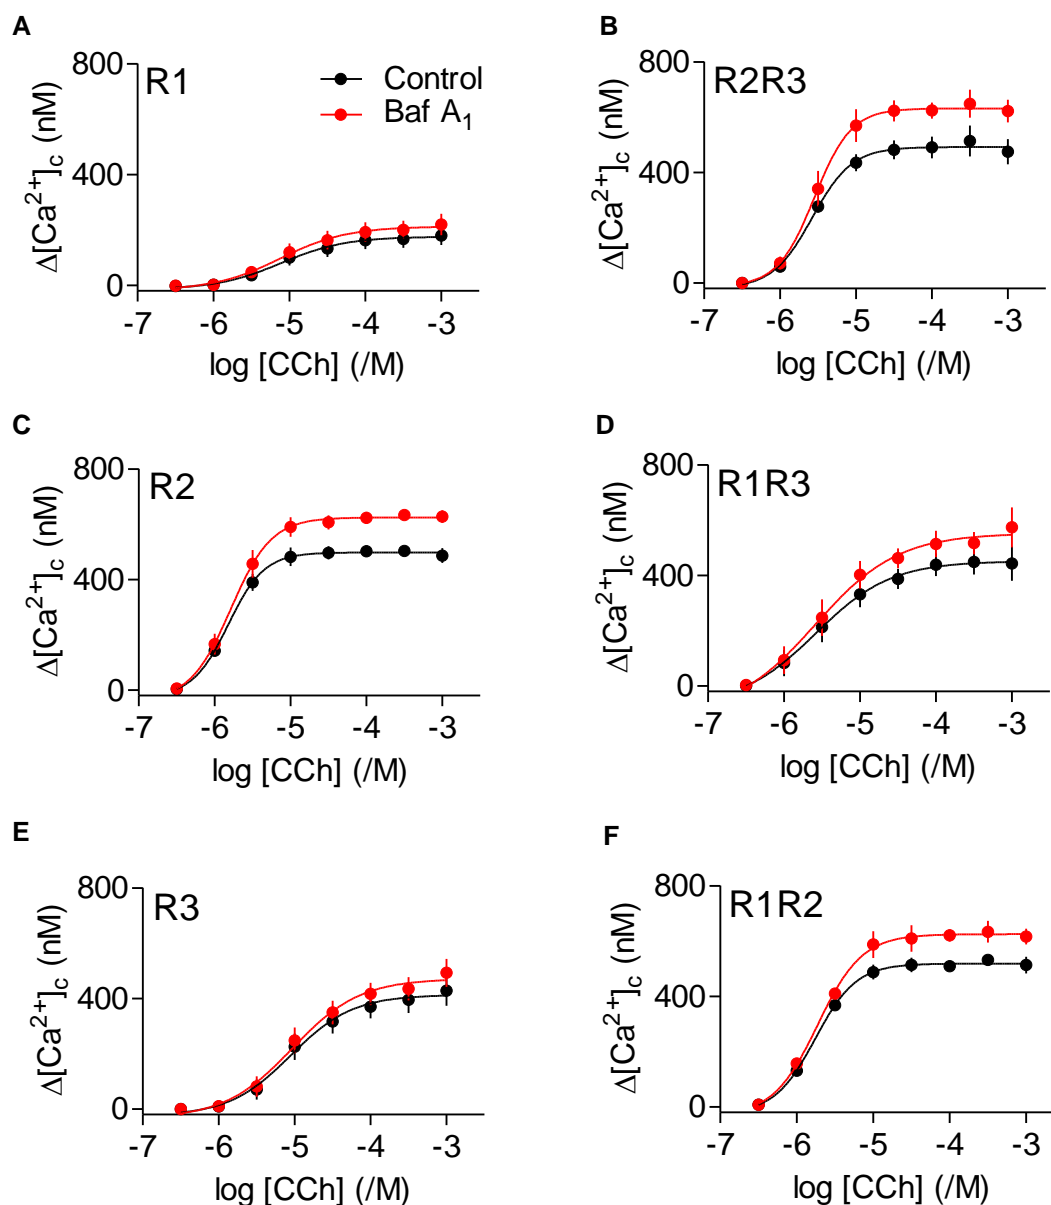 A
800
R1
Control
Baf A₁
Δ[Ca²⁺]c (nM)
400
0
-7 -6 -5 -4 -3
log [CCh] (/M)
B
800
R2R3
Δ[Ca²⁺]c (nM)
400
0
-7 -6 -5 -4 -3
log [CCh] (/M)
C
800
R2
Δ[Ca²⁺]c (nM)
400
0
-7 -6 -5 -4 -3
log [CCh] (/M)
D
800
R1R3
Δ[Ca²⁺]c (nM)
400
0
-7 -6 -5 -4 -3
log [CCh] (/M)
E
800
R3
Δ[Ca²⁺]c (nM)
400
0
-7 -6 -5 -4 -3
log [CCh] (/M)
F
800
R1R2
Δ[Ca²⁺]c (nM)
400
0
-7 -6 -5 -4 -3
log [CCh] (/M)